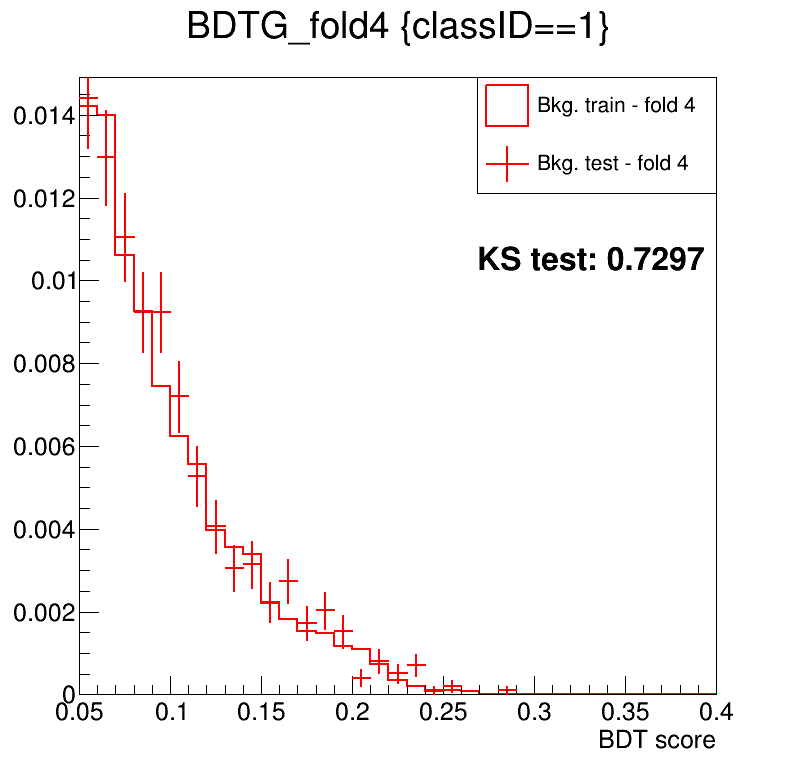 BDTG_fold4 {classID==1}
Bkg. train - fold 4
Bkg. test - fold 4
KS test: 0.7297
0.014
0.012
0.01
0.008
0.006
0.004
0.002
0
0.05 0.1 0.15 0.2 0.25 0.3 0.35 0.4
BDT score